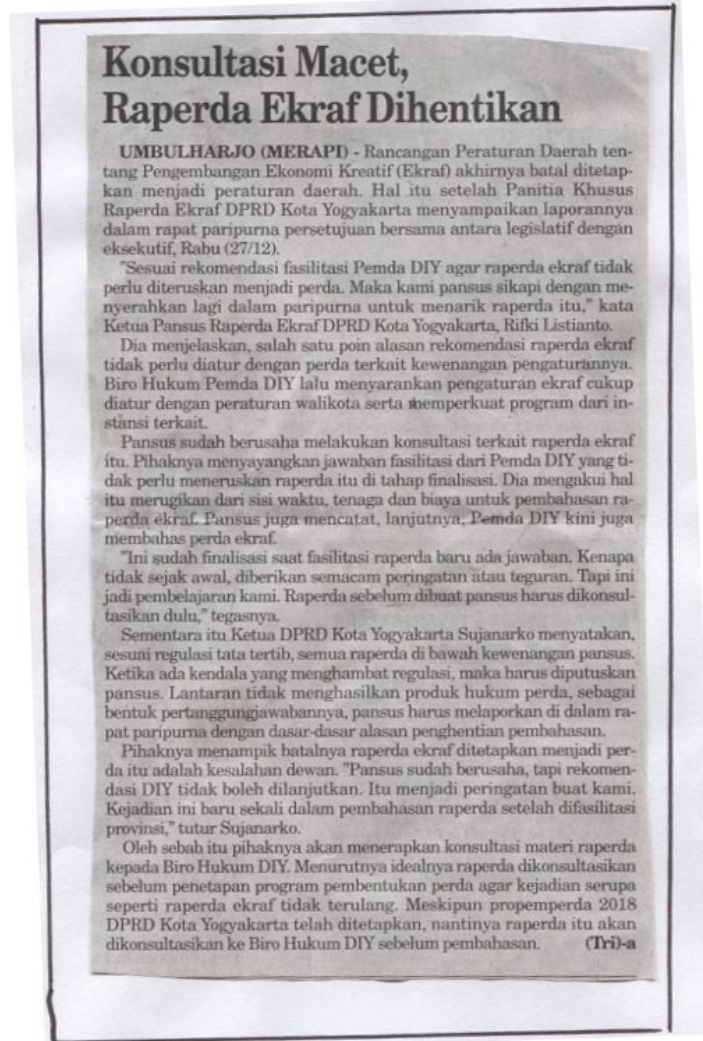 Konsultasi Macet,
Raperda Ekraf Dihentikan
UMBULHARJO (MERAPI) - Rancangan Peraturan Daerah ten-
tang Pengembangan Ekonomi Kreatif (Ekraf) akhirnya batal ditetap-
kan menjadi peraturan daerah. Hal itu setelah Panitia Khusus
Raperda Ekraf DPRD Kota Yogyakarta menyampaikan laporannya
dalam rapat paripurna persetujuan bersama antara legislatif dengan
eksekutif, Rabu (27/12).
"Sesuai rekomendasi fasilitasi Pemda DIY agar raperda ekraf tidak
perlu diteruskan menjadi perda. Maka kami pansus sikapi dengan me-
nyerahkan lagi dalam paripurna untuk menarik raperda itu," kata
Ketua Pansus Raperda Ekraf DPRD Kota Yogyakarta, Rifki Listianto.
Dia menjelaskan, salah satu poin alasan rekomendasi raperda ekraf
tidak perlu diatur dengan perda terkait kewenangan pengaturannya.
Biro Hukum Pemda DIY lalu menyarankan pengaturan ekraf cukup
diatur dengan peraturan walikota serta memperkuat program dari in-
stansi terkait.
Pansus sudah berusaha melakukan konsultasi terkait raperda ekraf
itu. Pihaknya menyayangkan jawaban fasilitasi dari Pemda DIY yang ti-
dak perlu meneruskan raperda itu di tahap finalisasi. Dia mengakui hal
itu merugikan dari sisi waktu, tenaga dan biaya untuk pembahasan ra-
perda ekraf. Pansus juga mencatat, lanjutnya, Pemda DIY kini juga
membahas perda ekraf.
"Ini sudah finalisasi saat fasilitasi raperda baru ada jawaban. Kenapa
tidak sejak awal, diberikan semacam peringatan atau teguran. Tapi ini
jadi pembelajaran kami. Raperda sebelum dibuat pansus harus dikonsul-
tasikan dulu," tegasnya.
Sementara itu Ketua DPRD Kota Yogyakarta Sujanarko menyatakan,
sesuai regulasi tata tertib, semua raperda di bawah kewenangan pansus.
Ketika ada kendala yang menghambat regulasi, maka harus diputuskan
pansus. Lantaran tidak menghasilkan produk hukum perda, sebagai
bentuk pertanggungjawabannya, pansus harus melaporkan di dalam ra-
pat paripurna dengan dasar-dasar alasan penghentian pembahasan.
Pihaknya menampik batalnya raperda ekraf ditetapkan menjadi per-
da itu adalah kesalahan dewan. "Pansus sudah berusaha, tapi rekomen-
dasi DIY tidak boleh dilanjutkan. Itu menjadi peringatan buat kami.
Kejadian ini baru sekali dalam pembahasan raperda setelah difasilitasi
provinsi," tutur Sujanarko.
Oleh sebab itu pihaknya akan menerapkan konsultasi materi raperda
kepada Biro Hukum DIY. Menurutnya idealnya raperda dikonsultasikan
sebelum penetapan program pembentukan perda agar kejadian serupa
seperti raperda ekraf tidak terulang. Meskipun propemperda 2018
DPRD Kota Yogyakarta telah ditetapkan, nantinya raperda itu akan
dikonsultasikan ke Biro Hukum DIY sebelum pembahasan. (Tri)-a